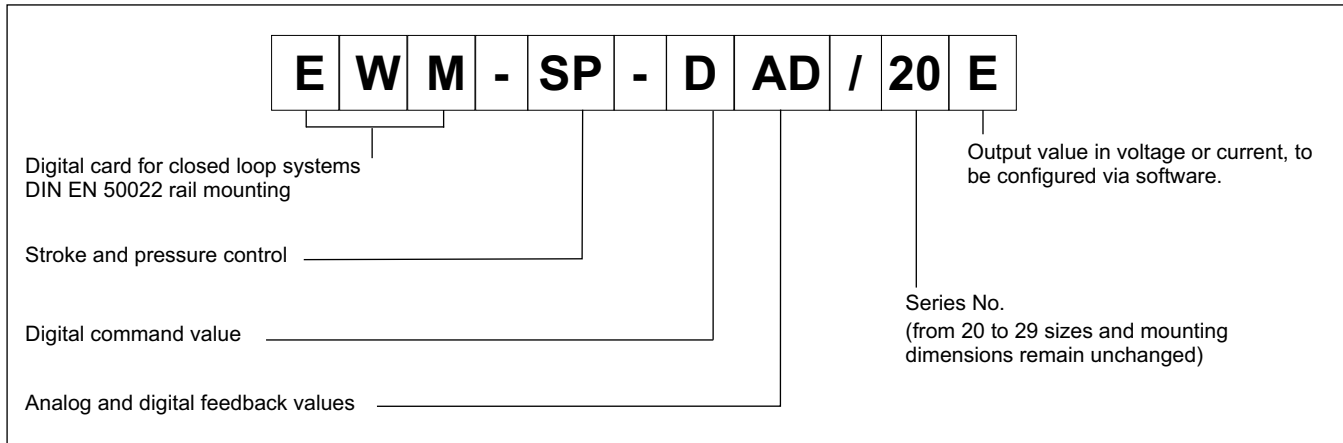 E W M - SP - D AD / 20 E
Digital card for closed loop systems
DIN EN 50022 rail mounting
Output value in voltage or current, to
be configured via software.
Stroke and pressure control
Series No.
(from 20 to 29 sizes and mounting
dimensions remain unchanged)
Digital command value
Analog and digital feedback values